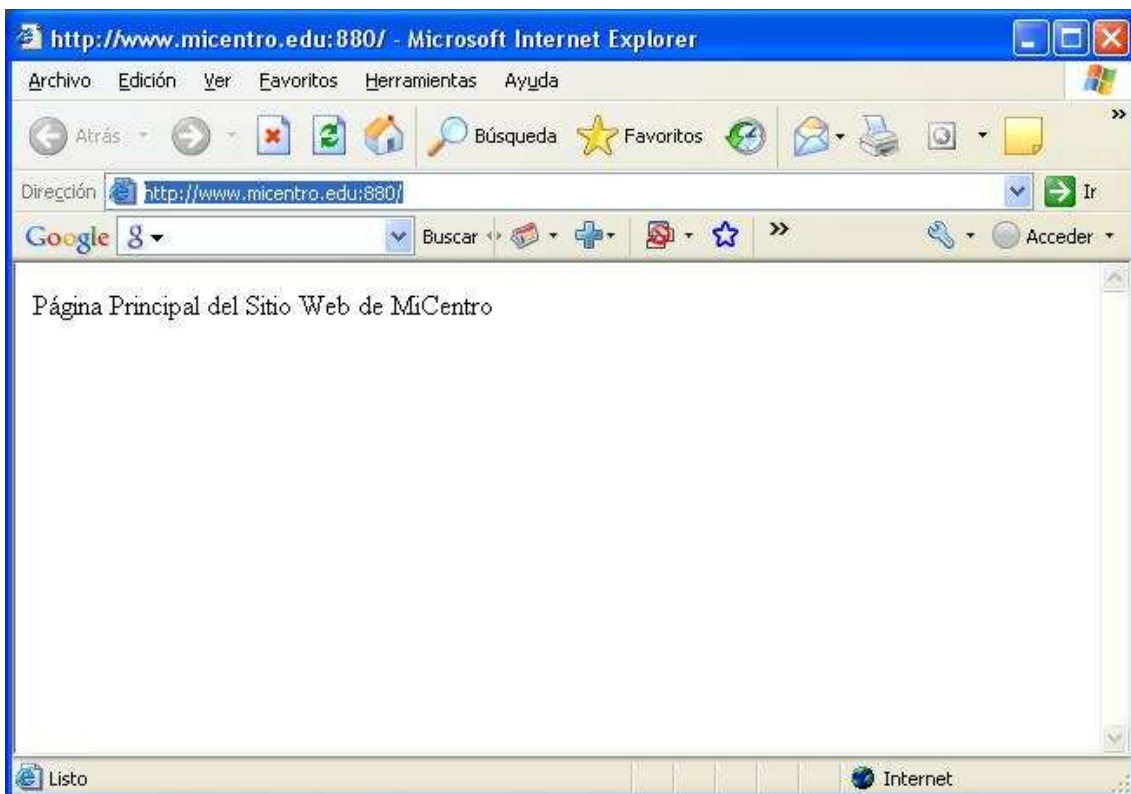 http://www.micentro.edu:880/ - Microsoft Internet Explorer
Archivo Edición Ver Favoritos Herramientas Ayuda
Atrás Búsqueda Favoritos »
Dirección http://www.micentro.edu:880/ Ir
Google g Buscar » Acceder
Página Principal del Sitio Web de MiCentro
Listo Internet